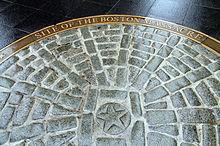 SITE OF THE BOSTON MASSACRE